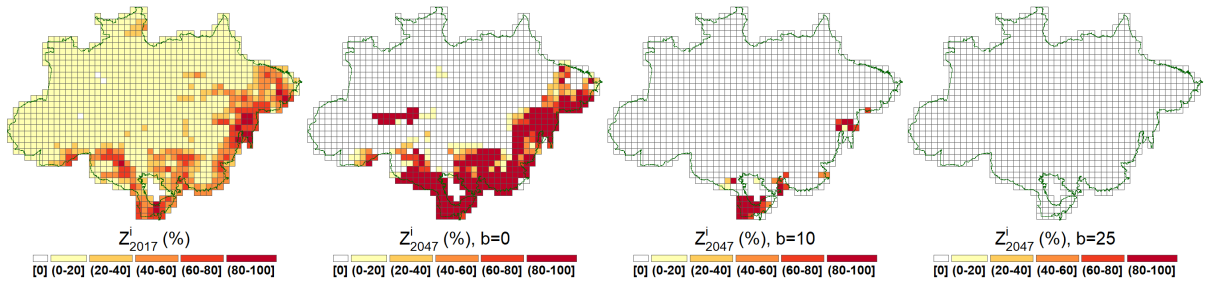 Z^i_2017 (%)
[0] (0-20] (20-40] (40-60] (60-80] (80-100]
Z^i_2047 (%), b=0
[0] (0-20] (20-40] (40-60] (60-80] (80-100]
Z^i_2047 (%), b=10
[0] (0-20] (20-40] (40-60] (60-80] (80-100]
Z^i_2047 (%), b=25
[0] (0-20] (20-40] (40-60] (60-80] (80-100]